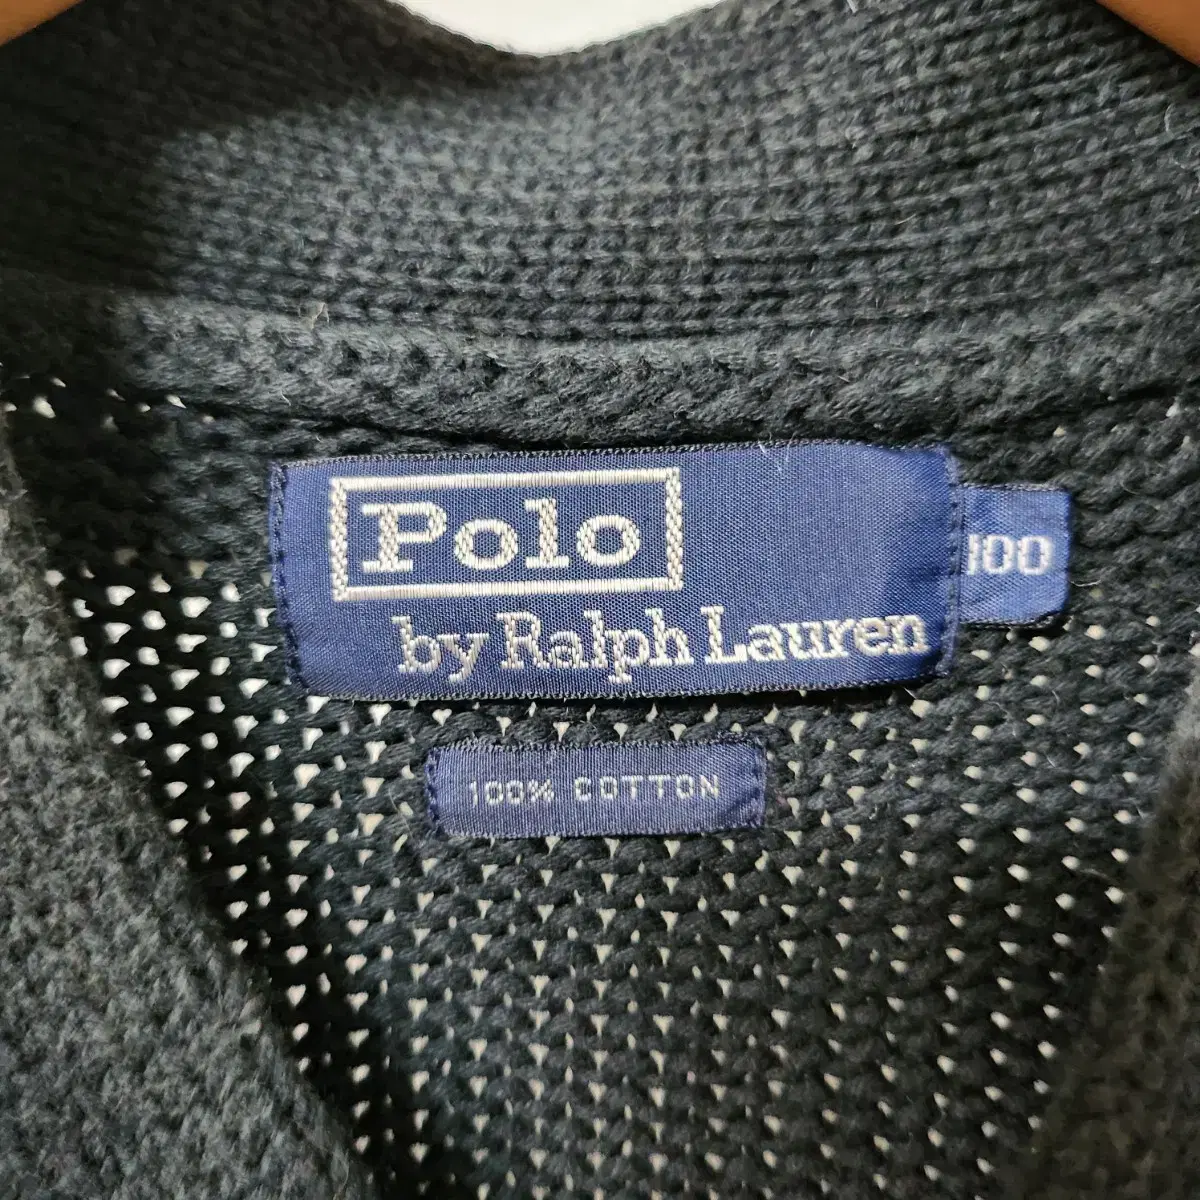 Polo
by Ralph Lauren
100
100% COTTON